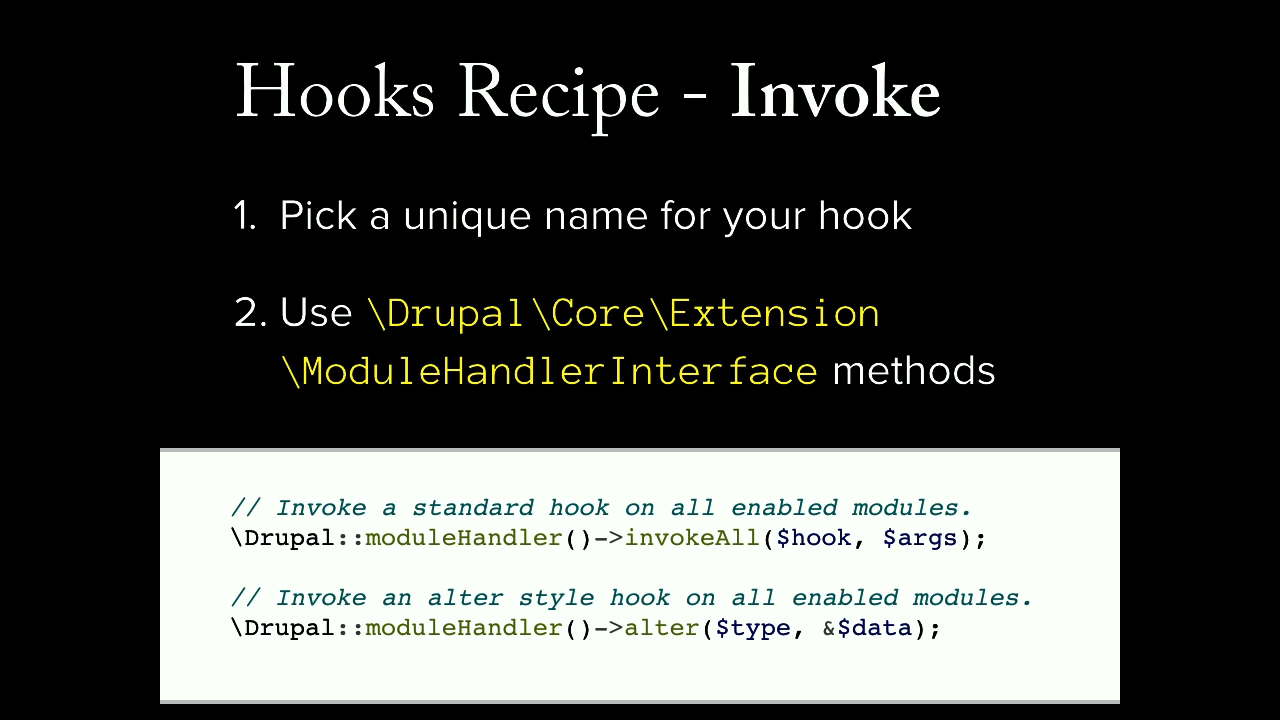 Hooks Recipe - Invoke
1. Pick a unique name for your hook
2. Use \Drupal\Core\Extension
\ModuleHandlerInterface methods
// Invoke a standard hook on all enabled modules.
\Drupal::moduleHandler()->invokeAll($hook, $args);
// Invoke an alter style hook on all enabled modules.
\Drupal::moduleHandler()->alter($type, &$data);